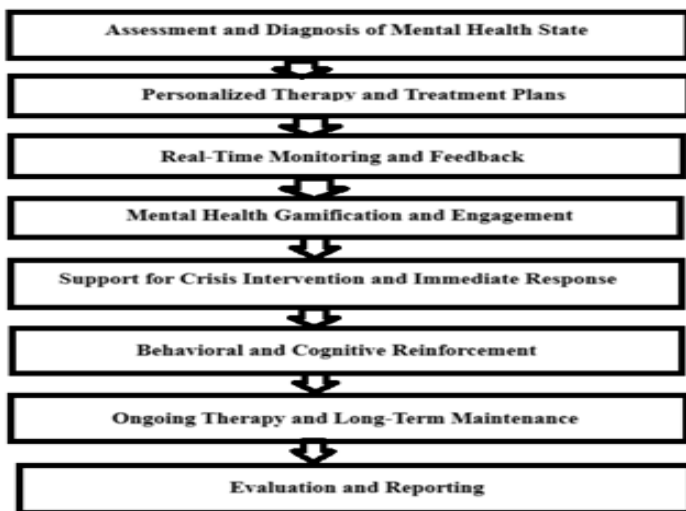 Assessment and Diagnosis of Mental Health State
Personalized Therapy and Treatment Plans
Real-Time Monitoring and Feedback
Mental Health Gamification and Engagement
Support for Crisis Intervention and Immediate Response
Behavioral and Cognitive Reinforcement
Ongoing Therapy and Long-Term Maintenance
Evaluation and Reporting